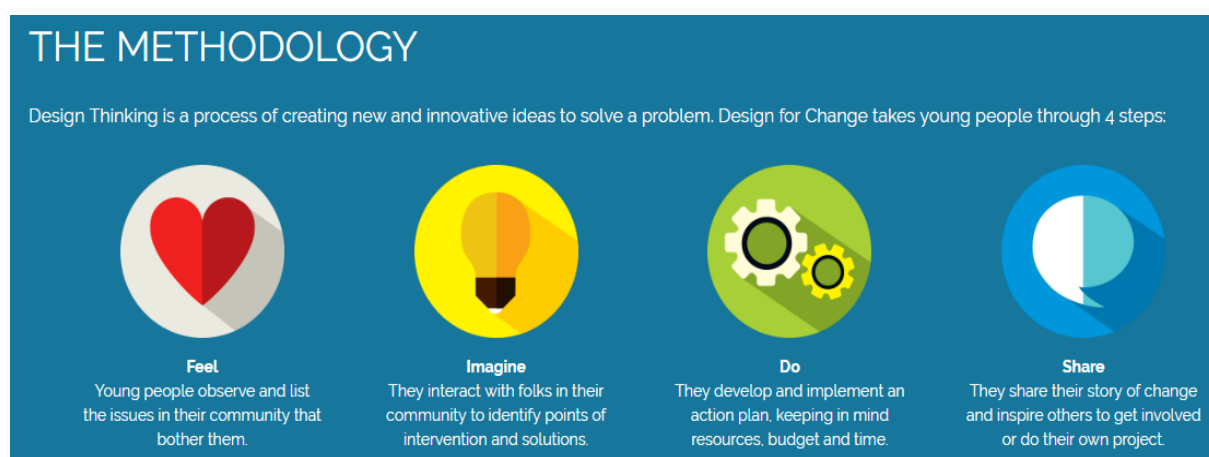 THE METHODOLOGY
Design Thinking is a process of creating new and innovative ideas to solve a problem. Design for Change takes young people through 4 steps:
Feel
Young people observe and list
the issues in their community that
bother them.
Imagine
They interact with folks in their
community to identify points of
intervention and solutions.
Do
They develop and implement an
action plan, keeping in mind
resources, budget and time.
Share
They share their story of change
and inspire others to get involved
or do their own project.